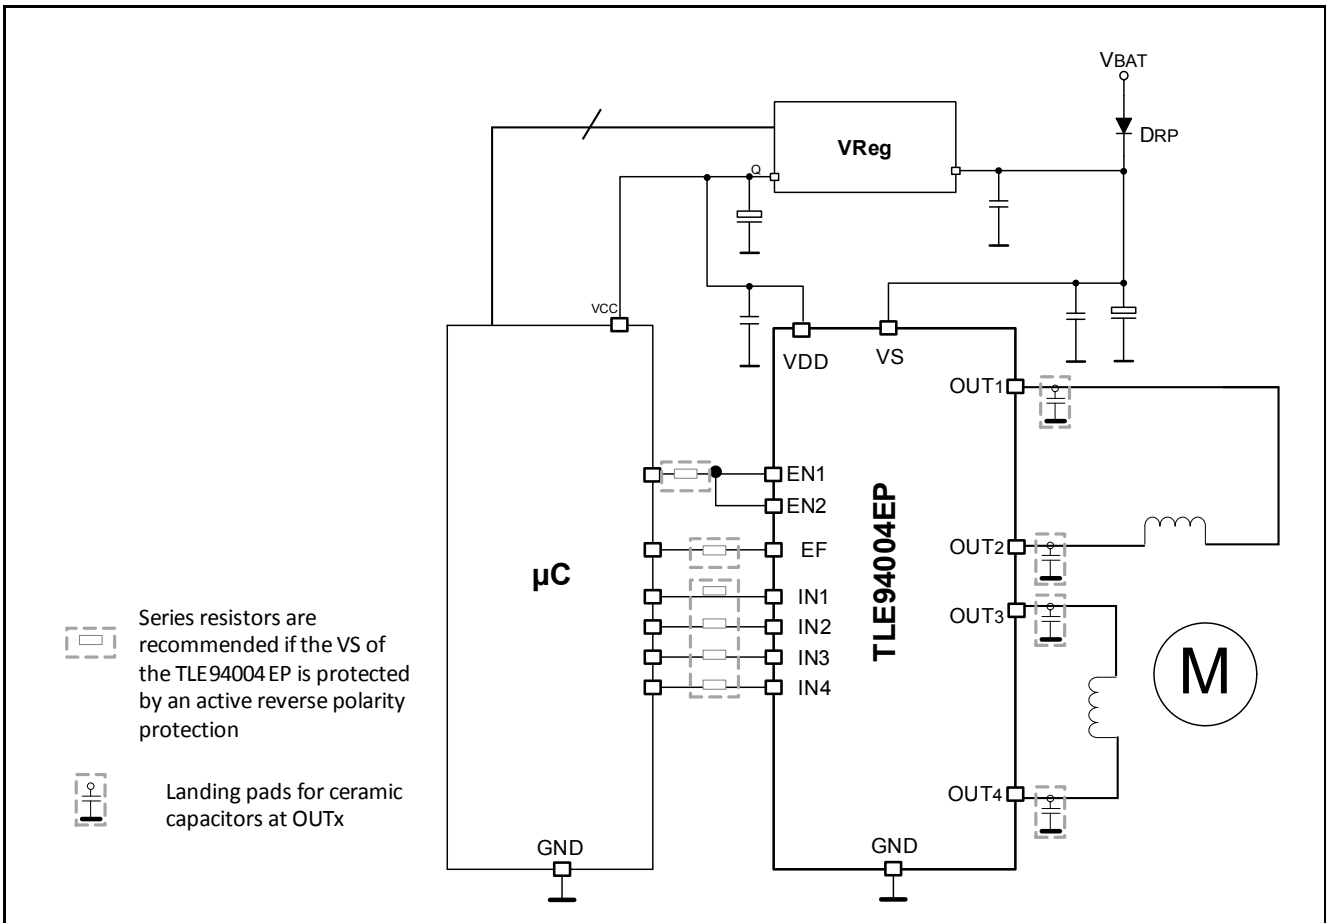 VBAT
DRP
VReg
Q
VCC
VDD
VS
OUT1
EN1
EN2
EF
OUT2
µC
TLE94004EP
IN1
IN2
IN3
IN4
OUT3
M
Series resistors are
recommended if the VS of
the TLE94004EP is protected
by an active reverse polarity
protection
OUT4
Landing pads for ceramic
capacitors at OUTx
GND
GND